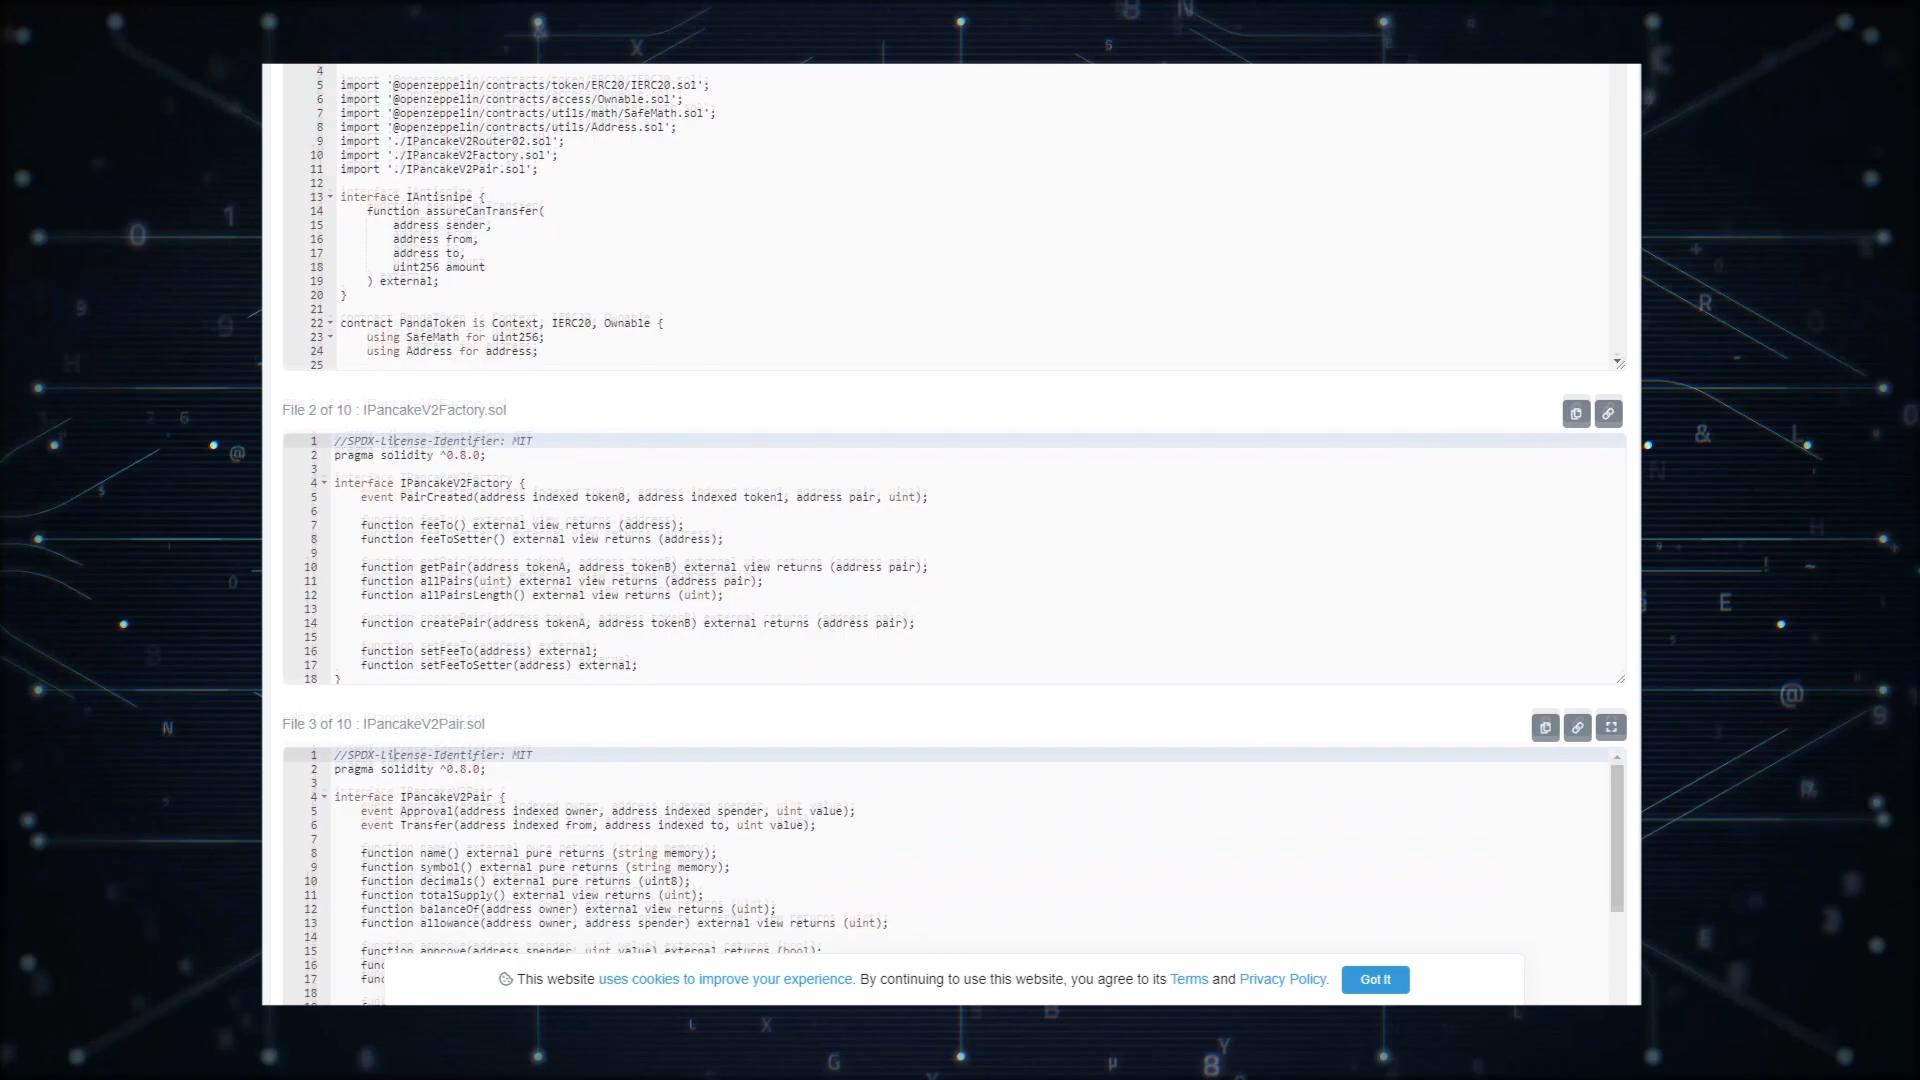 4
5 import '@openzeppelin/contracts/token/ERC20/IERC20.sol';
6 import '@openzeppelin/contracts/access/Ownable.sol';
7 import '@openzeppelin/contracts/utils/math/SafeMath.sol';
8 import '@openzeppelin/contracts/utils/Address.sol';
9 import './IPancakeV2Router02.sol';
10 import './IPancakeV2Factory.sol';
11 import './IPancakeV2Pair.sol';
12
13 interface IAntisnipe {
14 function assureCanTransfer(
15 address sender,
16 address from,
17 address to,
18 uint256 amount
19 ) external;
20 }
21
22 contract PandaToken is Context, IERC20, Ownable {
23 using SafeMath for uint256;
24 using Address for address;
25
File 2 of 10 : IPancakeV2Factory.sol
1 //SPDX-License-Identifier: MIT
2 pragma solidity ^0.8.0;
3
4 interface IPancakeV2Factory {
5 event PairCreated(address indexed token0, address indexed token1, address pair, uint);
6
7 function feeTo() external view returns (address);
8 function feeToSetter() external view returns (address);
9
10 function getPair(address tokenA, address tokenB) external view returns (address pair);
11 function allPairs(uint) external view returns (address pair);
12 function allPairsLength() external view returns (uint);
13
14 function createPair(address tokenA, address tokenB) external returns (address pair);
15
16 function setFeeTo(address) external;
17 function setFeeToSetter(address) external;
18 }
File 3 of 10 : IPancakeV2Pair.sol
1 //SPDX-License-Identifier: MIT
2 pragma solidity ^0.8.0;
3
4 interface IPancakeV2Pair {
5 event Approval(address indexed owner, address indexed spender, uint value);
6 event Transfer(address indexed from, address indexed to, uint value);
7
8 function name() external pure returns (string memory);
9 function symbol() external pure returns (string memory);
10 function decimals() external pure returns (uint8);
11 function totalSupply() external view returns (uint);
12 function balanceOf(address owner) external view returns (uint);
13 function allowance(address owner, address spender) external view returns (uint);
14
15 function approve(address spender, uint value) external returns (bool);
16 func
17 func
18
This website uses cookies to improve your experience. By continuing to use this website, you agree to its Terms and Privacy Policy. Got It